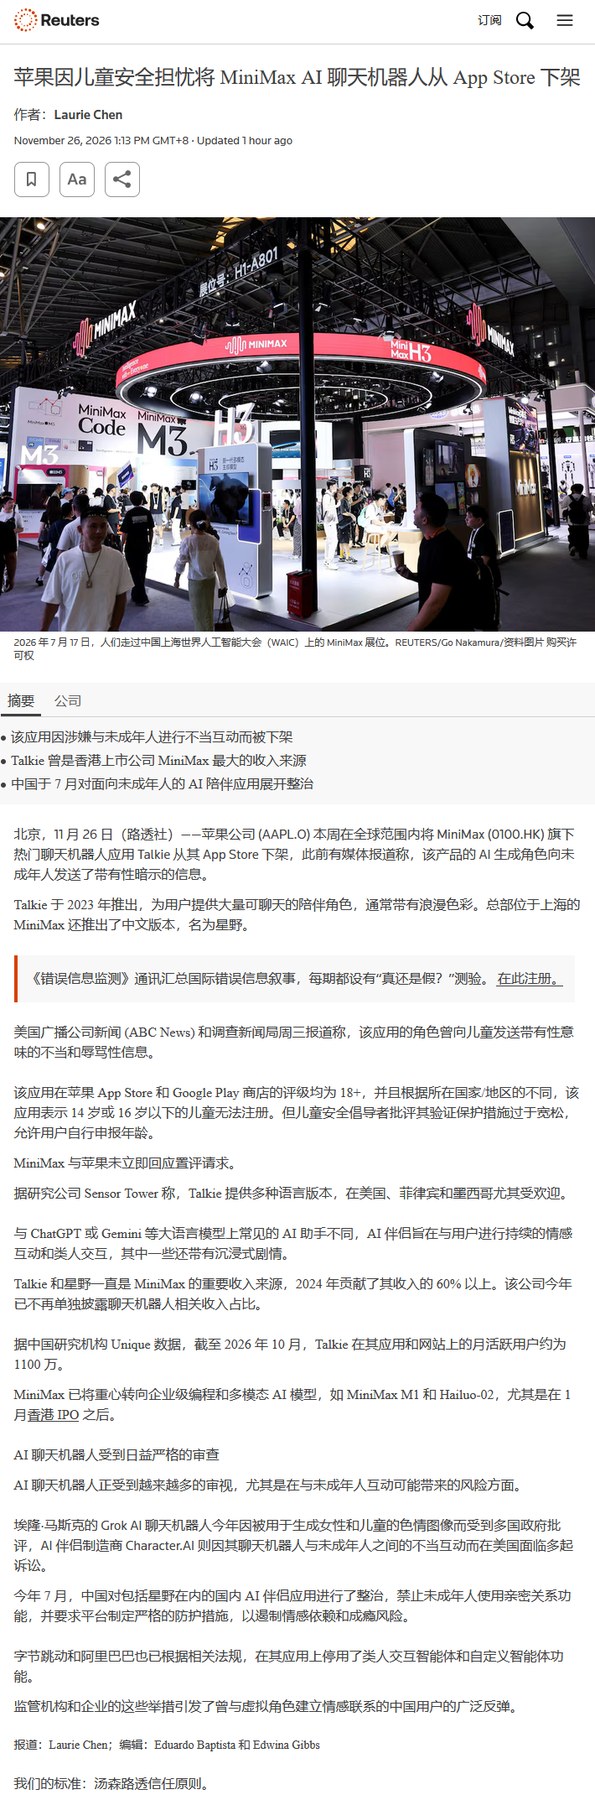 Reuters
订阅
苹果因儿童安全担忧将 MiniMax AI 聊天机器人从 App Store 下架
作者：Laurie Chen
November 26, 2026 1:13 PM GMT+8 · Updated 1 hour ago
Aa
展位号：H1-A801
MINIMAX
MINIMAX
MINIMAX
Mini Max H3
MiniMax Code
MiniMax M3
H3
M3
H3
2026 年 7 月 17 日，人们走过中国上海世界人工智能大会（WAIC）上的 MiniMax 展位。REUTERS/Go Nakamura/资料图片 购买许
可权
摘要 公司
• 该应用因涉嫌与未成年人进行不当互动而被下架
• Talkie 曾是香港上市公司 MiniMax 最大的收入来源
• 中国于 7 月对面向未成年人的 AI 陪伴应用展开整治
北京，11 月 26 日（路透社）——苹果公司 (AAPL.O) 本周在全球范围内将 MiniMax (0100.HK) 旗下
热门聊天机器人应用 Talkie 从其 App Store 下架，此前有媒体报道称，该产品的 AI 生成角色向未
成年人发送了带有性暗示的信息。
Talkie 于 2023 年推出，为用户提供大量可聊天的陪伴角色，通常带有浪漫色彩。总部位于上海的
MiniMax 还推出了中文版本，名为星野。
《错误信息监测》通讯汇总国际错误信息叙事，每期都设有“真还是假？”测验。 在此注册。
美国广播公司新闻 (ABC News) 和调查新闻局周三报道称，该应用的角色曾向儿童发送带有性意
味的不当和辱骂性信息。
该应用在苹果 App Store 和 Google Play 商店的评级均为 18+，并且根据所在国家/地区的不同，该
应用表示 14 岁或 16 岁以下的儿童无法注册。但儿童安全倡导者批评其验证保护措施过于宽松，
允许用户自行申报年龄。
MiniMax 与苹果未立即回应置评请求。
据研究公司 Sensor Tower 称，Talkie 提供多种语言版本，在美国、菲律宾和墨西哥尤其受欢迎。
与 ChatGPT 或 Gemini 等大语言模型上常见的 AI 助手不同，AI 伴侣旨在与用户进行持续的情感
互动和类人交互，其中一些还带有沉浸式剧情。
Talkie 和星野一直是 MiniMax 的重要收入来源，2024 年贡献了其收入的 60% 以上。该公司今年
已不再单独披露聊天机器人相关收入占比。
据中国研究机构 Unique 数据，截至 2026 年 10 月，Talkie 在其应用和网站上的月活跃用户约为
1100 万。
MiniMax 已将重心转向企业级编程和多模态 AI 模型，如 MiniMax M1 和 Hailuo-02，尤其是在 1
月香港 IPO 之后。
AI 聊天机器人受到日益严格的审查
AI 聊天机器人正受到越来越多的审视，尤其是在与未成年人互动可能带来的风险方面。
埃隆·马斯克的 Grok AI 聊天机器人今年因被用于生成女性和儿童的色情图像而受到多国政府批
评，AI 伴侣制造商 Character.AI 则因其聊天机器人与未成年人之间的不当互动而在美国面临多起
诉讼。
今年 7 月，中国对包括星野在内的国内 AI 伴侣应用进行了整治，禁止未成年人使用亲密关系功
能，并要求平台制定严格的防护措施，以遏制情感依赖和成瘾风险。
字节跳动和阿里巴巴也已根据相关法规，在其应用上停用了类人交互智能体和自定义智能体功
能。
监管机构和企业的这些举措引发了曾与虚拟角色建立情感联系的中国用户的广泛反弹。
报道：Laurie Chen；编辑：Eduardo Baptista 和 Edwina Gibbs
我们的标准：汤森路透信任原则。